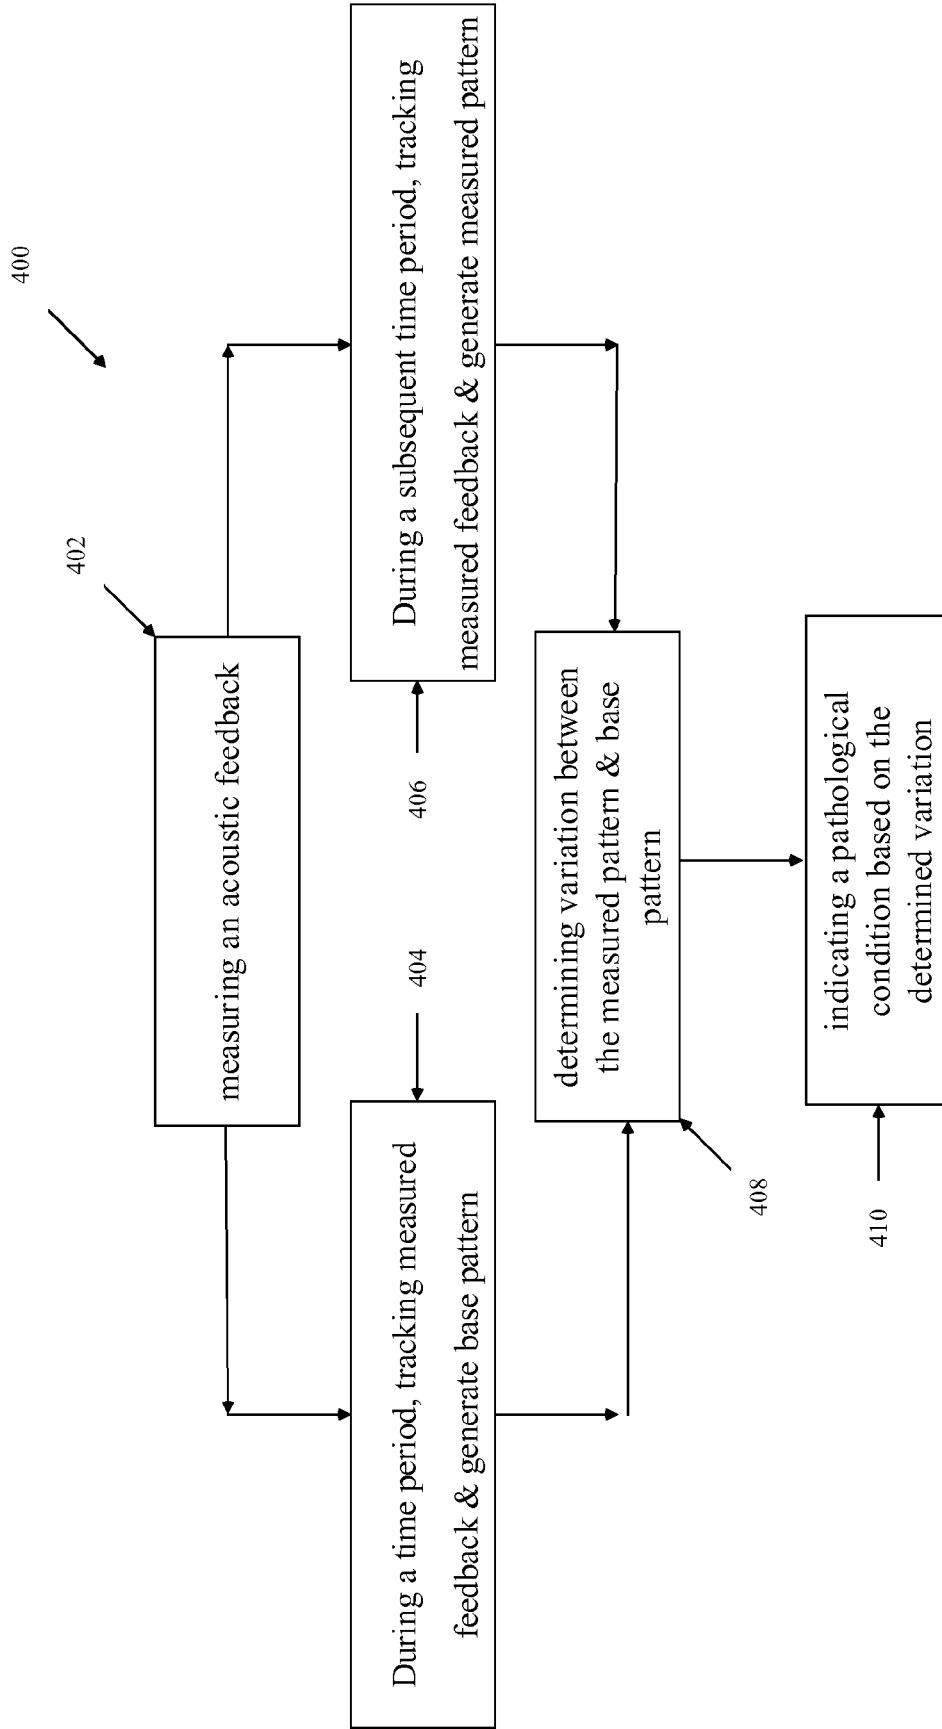 400
402
measuring an acoustic feedback
During a time period, tracking measured
feedback & generate base pattern
404
406
During a subsequent time period, tracking
measured feedback & generate measured pattern
determining variation between
the measured pattern & base
pattern
408
indicating a pathological
condition based on the
determined variation
410